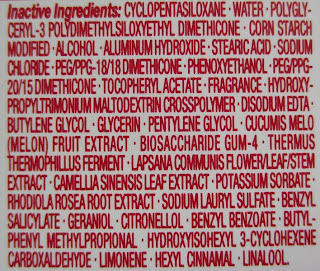 Inactive Ingredients: CYCLOPENTASILOXANE · WATER · POLYGLY-
CERYL-3 POLYDIMETHYLSILOXYETHYL DIMETHICONE · CORN STARCH
MODIFIED · ALCOHOL · ALUMINUM HYDROXIDE · STEARIC ACID · SODIUM
CHLORIDE · PEG/PPG-18/18 DIMETHICONE · PHENOXYETHANOL · PEG/PPG-
20/15 DIMETHICONE · TOCOPHERYL ACETATE · FRAGRANCE · HYDROXY-
PROPYLTRIMONIUM MALTODEXTRIN CROSSPOLYMER · DISODIUM EDTA ·
BUTYLENE GLYCOL · GLYCERIN · PENTYLENE GLYCOL · CUCUMIS MELO
(MELON) FRUIT EXTRACT · BIOSACCHARIDE GUM-4 · THERMUS
THERMOPHILLUS FERMENT · LAPSANA COMMUNIS FLOWER/LEAF/STEM
EXTRACT · CAMELLIA SINENSIS LEAF EXTRACT · POTASSIUM SORBATE ·
RHODIOLA ROSEA ROOT EXTRACT · SODIUM LAURYL SULFATE · BENZYL
SALICYLATE · GERANIOL · CITRONELLOL · BENZYL BENZOATE · BUTYL-
PHENYL METHYLPROPIONAL · HYDROXYISOHEXYL 3-CYCLOHEXENE
CARBOXALDEHYDE · LIMONENE · HEXYL CINNAMAL · LINALOOL.